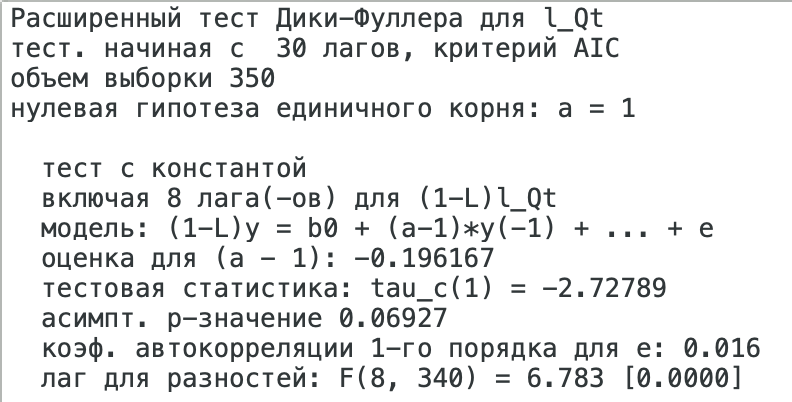 Расширенный тест Дики-Фуллера для l_Qt
тест. начиная с  30 лагов, критерий AIC
объем выборки 350
нулевая гипотеза единичного корня: a = 1
тест с константой
включая 8 лага(-ов) для (1-L)l_Qt
модель: (1-L)y = b0 + (a-1)*y(-1) + ... + e
оценка для (a - 1): -0.196167
тестовая статистика: tau_c(1) = -2.72789
асимпт. p-значение 0.06927
коэф. автокорреляции 1-го порядка для e: 0.016
лаг для разностей: F(8, 340) = 6.783 [0.0000]